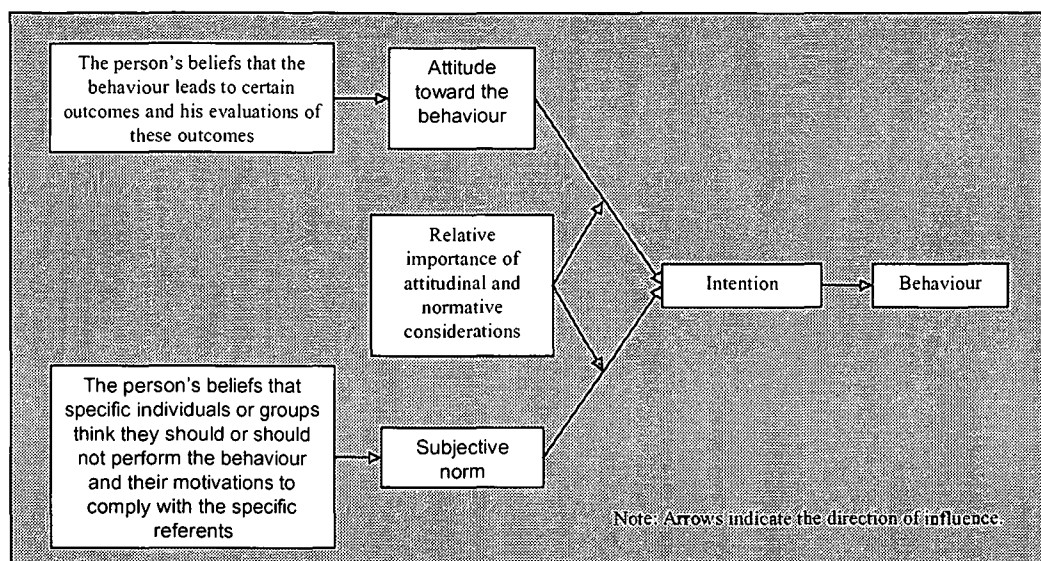 The person's beliefs that the
behaviour leads to certain
outcomes and his evaluations of
these outcomes
Attitude
toward the
behaviour
Relative
importance of
attitudinal and
normative
considerations
Intention
Behaviour
The person's beliefs that
specific individuals or groups
think they should or should
not perform the behaviour
and their motivations to
comply with the specific
referents
Subjective
norm
Note: Arrows indicate the direction of influence.